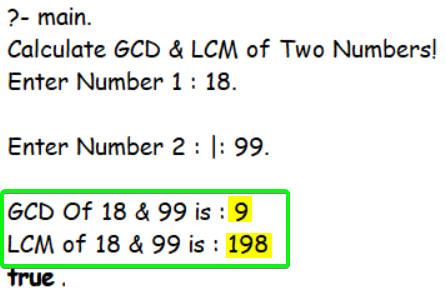 ?- main.
Calculate GCD & LCM of Two Numbers!
Enter Number 1 : 18.
Enter Number 2 : |: 99.
GCD Of 18 & 99 is : 9
LCM of 18 & 99 is : 198
true .